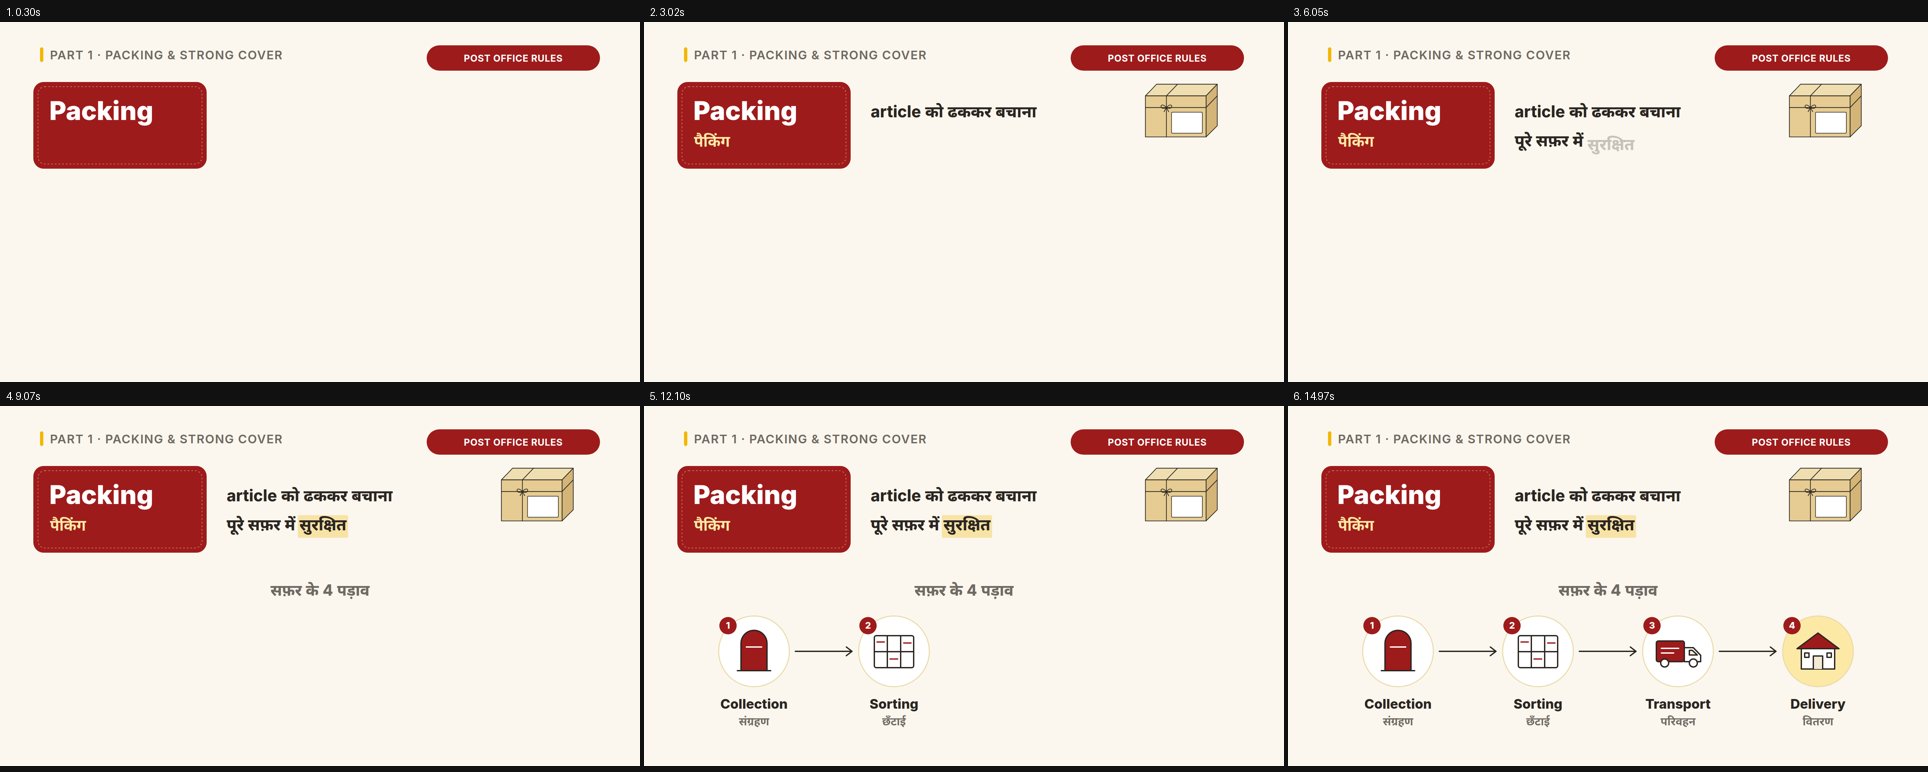 1. 0.30s
PART 1 · PACKING & STRONG COVER
POST OFFICE RULES
Packing
2. 3.02s
PART 1 · PACKING & STRONG COVER
POST OFFICE RULES
Packing
पैकिंग
article को ढककर बचाना
3. 6.05s
PART 1 · PACKING & STRONG COVER
POST OFFICE RULES
Packing
पैकिंग
article को ढककर बचाना
पूरे सफ़र में सुरक्षित
4. 9.07s
PART 1 · PACKING & STRONG COVER
POST OFFICE RULES
Packing
पैकिंग
article को ढककर बचाना
पूरे सफ़र में सुरक्षित
सफ़र के 4 पड़ाव
5. 12.10s
PART 1 · PACKING & STRONG COVER
POST OFFICE RULES
Packing
पैकिंग
article को ढककर बचाना
पूरे सफ़र में सुरक्षित
सफ़र के 4 पड़ाव
1 2
Collection Sorting
संग्रहण छँटाई
6. 14.97s
PART 1 · PACKING & STRONG COVER
POST OFFICE RULES
Packing
पैकिंग
article को ढककर बचाना
पूरे सफ़र में सुरक्षित
सफ़र के 4 पड़ाव
1 2 3 4
Collection Sorting Transport Delivery
संग्रहण छँटाई परिवहन वितरण